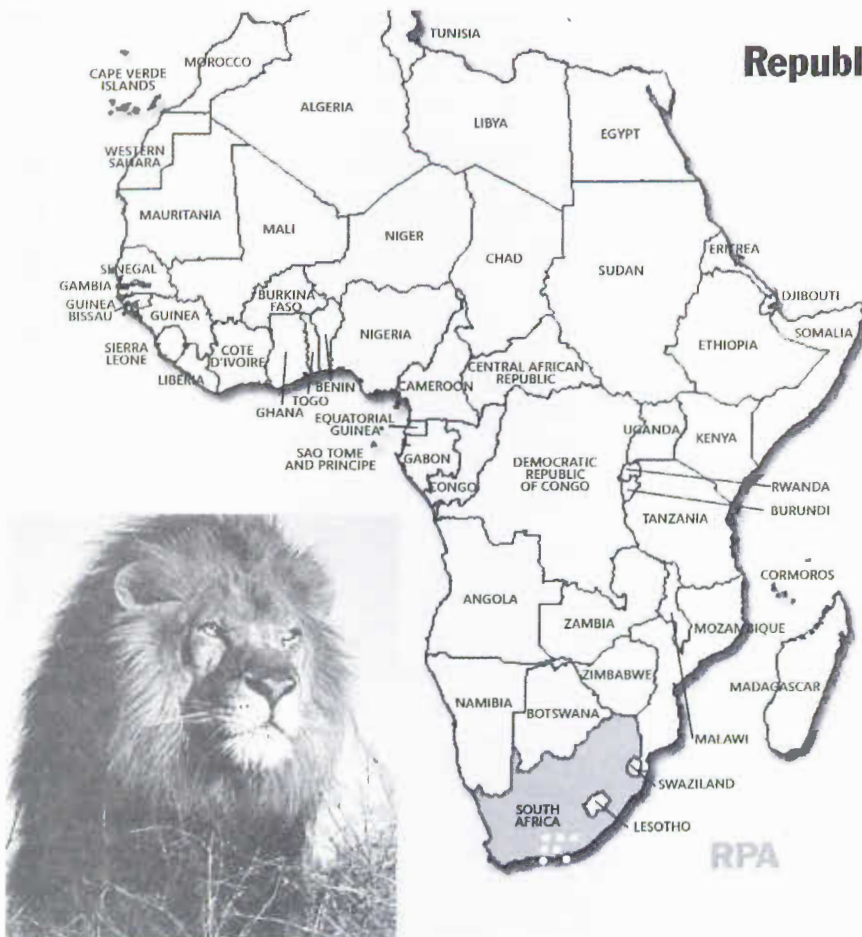 TUNISIA
Republ
MOROCCO
CAPE VERDE
ISLANDS
ALGERIA
LIBYA
EGYPT
WESTERN
SAHARA
MAURITANIA
MALI
NIGER
CHAD
SUDAN
ERITREA
SENEGAL
GAMBIA
GUINEA
BISSAU
GUINEA
BURKINA
FASO
DJIBOUTI
SOMALIA
NIGERIA
ETHIOPIA
SIERRA
LEONE
COTE
D'IVOIRE
LIBERIA
BENIN
TOGO
GHANA
CAMEROON
CENTRAL AFRICAN
REPUBLIC
EQUATORIAL
GUINEA
UGANDA
KENYA
SAO TOME
AND PRINCIPE
GABON
CONGO
DEMOCRATIC
REPUBLIC
OF CONGO
RWANDA
BURUNDI
TANZANIA
CORMOROS
ANGOLA
ZAMBIA
MOZAMBIQUE
ZIMBABWE
MADAGASCAR
NAMIBIA
BOTSWANA
MALAWI
SWAZILAND
SOUTH
AFRICA
LESOTHO
RPA